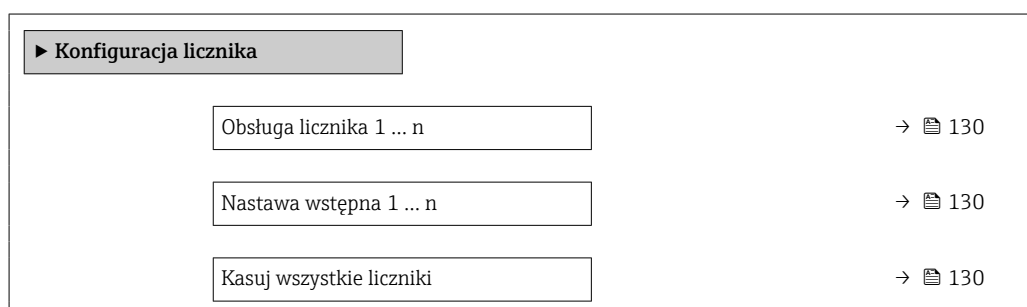 ▶ Konfiguracja licznika
Obsługa licznika 1 … n → 130
Nastawa wstępna 1 … n → 130
Kasuj wszystkie liczniki → 130